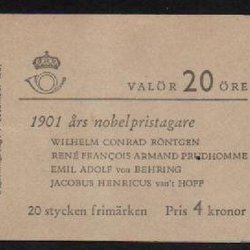 VALÖR 20 ÖRE
1901 års nobelpristagare
WILHELM CONRAD RÖNTGEN
RENÉ FRANÇOIS ARMAND PRUDHOMME
EMIL ADOLF von BEHRING
JACOBUS HENRICUS van't HOFF
20 stycken frimärken Pris 4 kronor